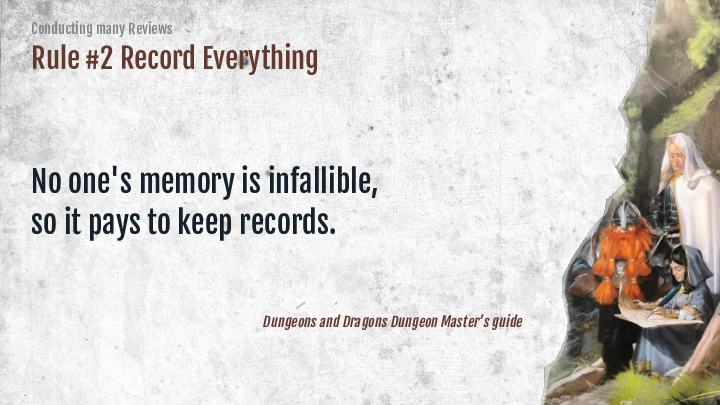 Conducting many Reviews
Rule #2 Record Everything
No one's memory is infallible,
so it pays to keep records.
Dungeons and Dragons Dungeon Master’s guide